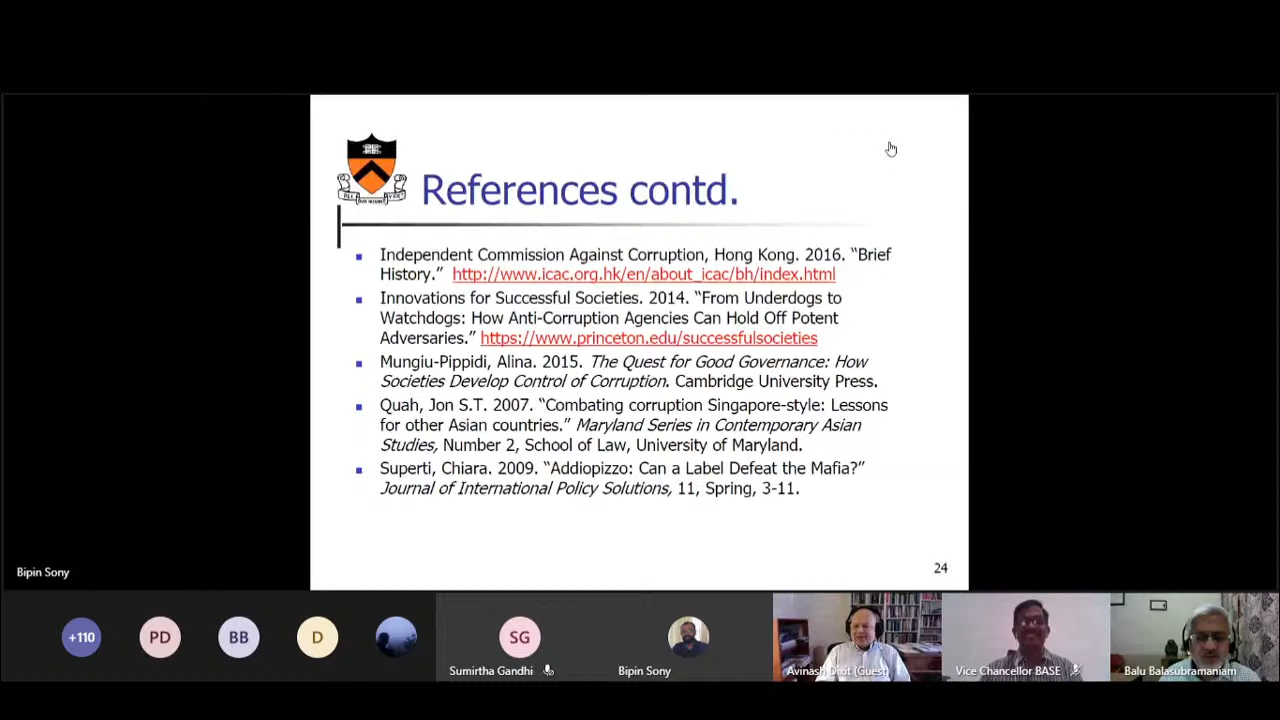 References contd.
Independent Commission Against Corruption, Hong Kong. 2016. “Brief
History.” http://www.icac.org.hk/en/about_icac/bh/index.html
Innovations for Successful Societies. 2014. “From Underdogs to
Watchdogs: How Anti-Corruption Agencies Can Hold Off Potent
Adversaries.” https://www.princeton.edu/successfulsocieties
Mungiu-Pippidi, Alina. 2015. The Quest for Good Governance: How
Societies Develop Control of Corruption. Cambridge University Press.
Quah, Jon S.T. 2007. “Combating corruption Singapore-style: Lessons
for other Asian countries.” Maryland Series in Contemporary Asian
Studies, Number 2, School of Law, University of Maryland.
Superti, Chiara. 2009. “Addiopizzo: Can a Label Defeat the Mafia?”
Journal of International Policy Solutions, 11, Spring, 3-11.
24
Bipin Sony
+110
PD
BB
D
SG
Sumirtha Gandhi
Bipin Sony
Avinash Dixit (Guest)
Vice Chancellor BASE
Balu Balasubramaniam